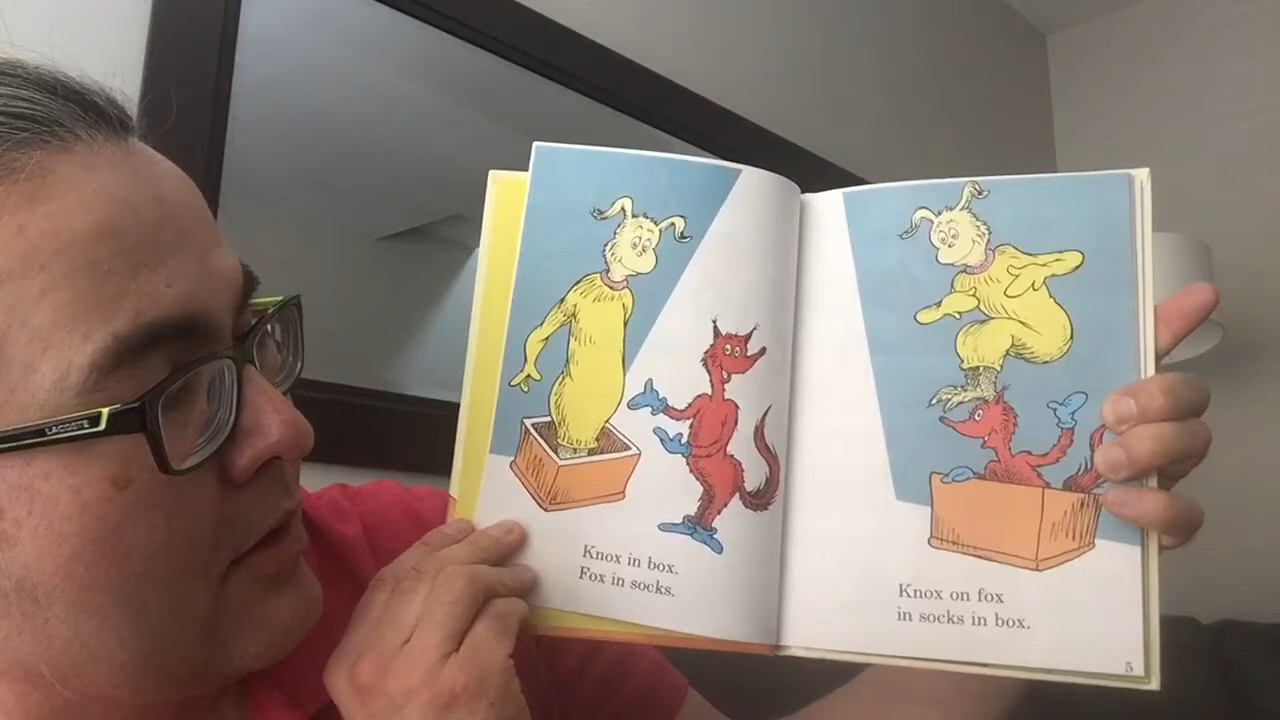 LACOSTE
Knox in box.
Fox in socks.
Knox on fox
in socks in box.
5